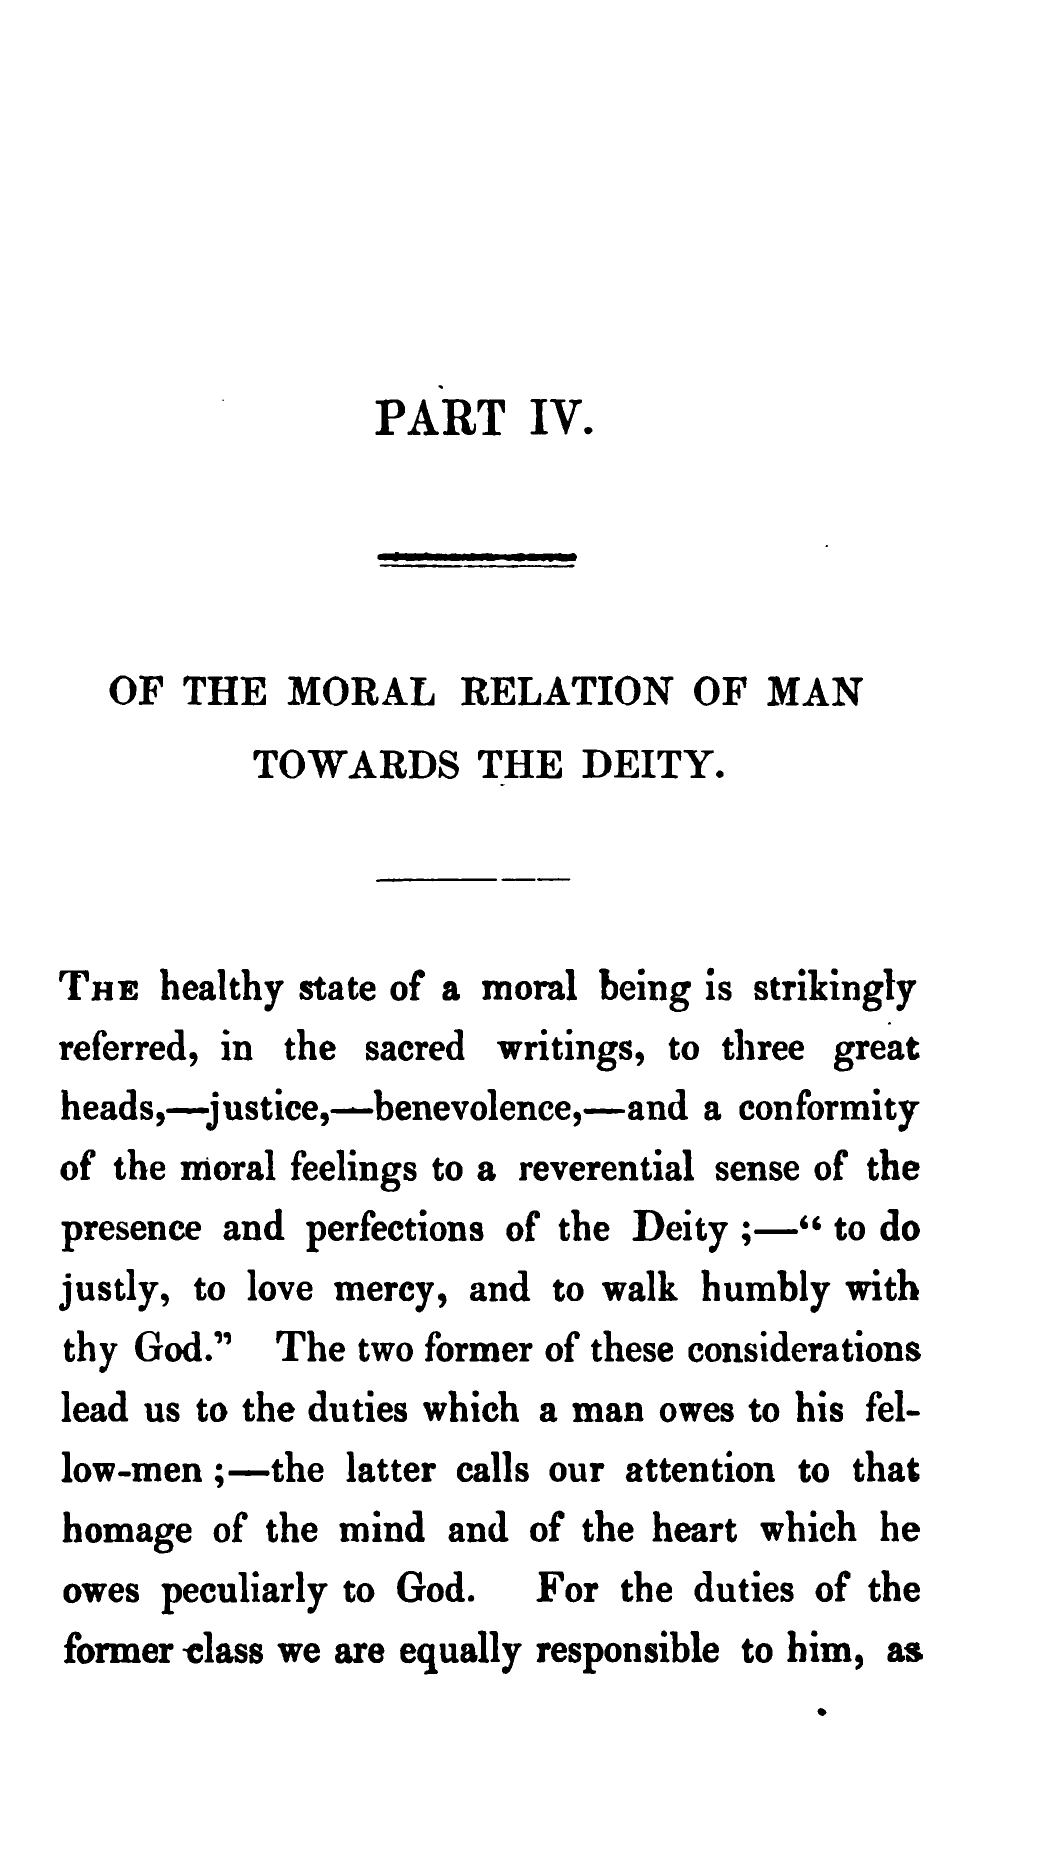 PART IV.
OF THE MORAL RELATION OF MAN
TOWARDS THE DEITY.
THE healthy state of a moral being is strikingly
referred, in the sacred writings, to three great
heads,—justice,—benevolence,—and a conformity
of the moral feelings to a reverential sense of the
presence and perfections of the Deity ;—“ to do
justly, to love mercy, and to walk humbly with
thy God.” The two former of these considerations
lead us to the duties which a man owes to his fel-
low-men ;—the latter calls our attention to that
homage of the mind and of the heart which he
owes peculiarly to God. For the duties of the
former class we are equally responsible to him, as